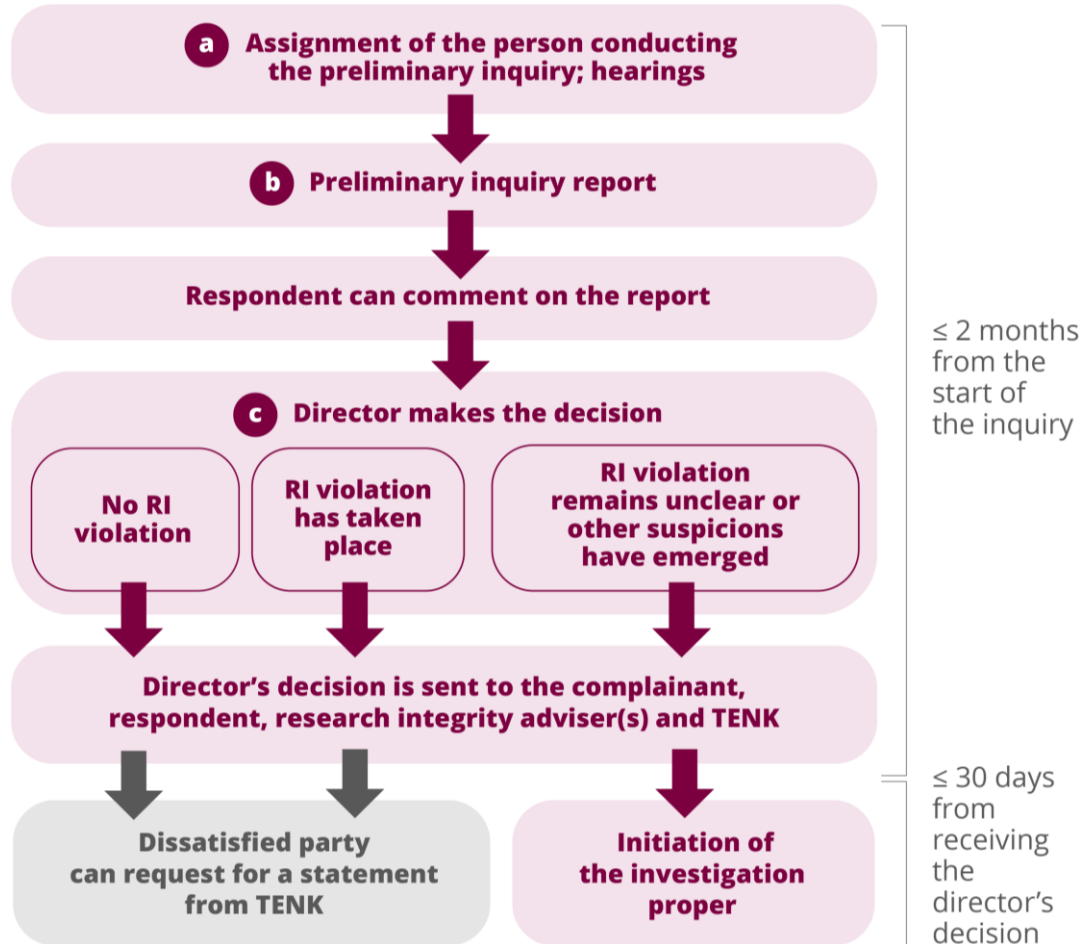 a Assignment of the person conducting
the preliminary inquiry; hearings
b Preliminary inquiry report
Respondent can comment on the report
c Director makes the decision
No RI
violation
RI violation
has taken
place
RI violation
remains unclear or
other suspicions
have emerged
Director’s decision is sent to the complainant,
respondent, research integrity adviser(s) and TENK
≤ 2 months
from the
start of
the inquiry
Dissatisfied party
can request for a statement
from TENK
Initiation of
the investigation
proper
≤ 30 days
from
receiving
the
director’s
decision